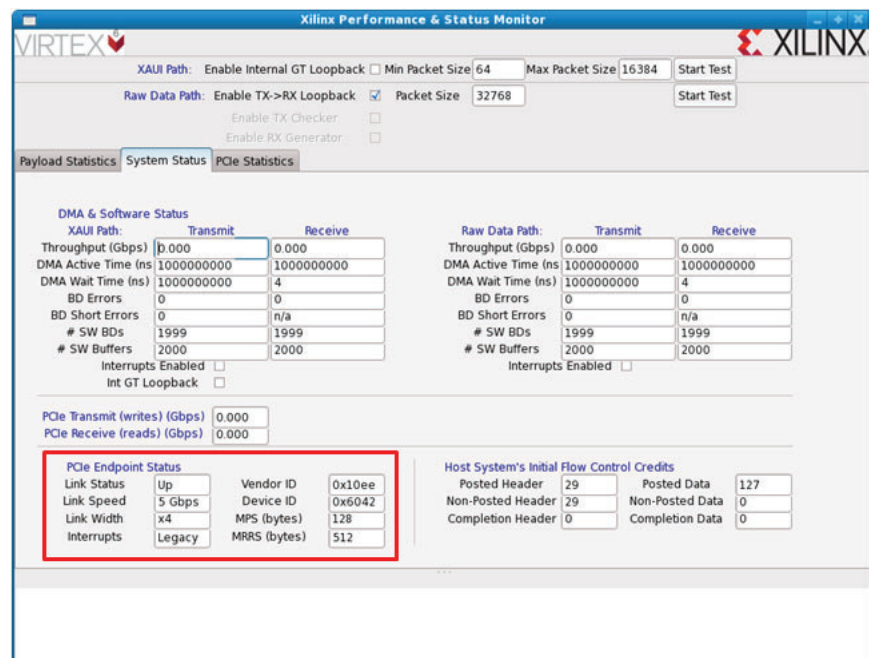 Xilinx Performance & Status Monitor
VIRTEX 6
XILINX
XAUI Path: Enable Internal GT Loopback Min Packet Size 64 Max Packet Size 16384 Start Test
Raw Data Path: Enable TX->RX Loopback Packet Size 32768 Start Test
Enable TX Checker
Enable RX Generator
Payload Statistics System Status PCIe Statistics
DMA & Software Status
XAUI Path: Transmit Receive Raw Data Path: Transmit Receive
Throughput (Gbps) 0.000 0.000 Throughput (Gbps) 0.000 0.000
DMA Active Time (ns 1000000000 1000000000 DMA Active Time (ns 1000000000 1000000000
DMA Wait Time (ns) 1000000000 4 DMA Wait Time (ns) 1000000000 4
BD Errors 0 0 BD Errors 0 0
BD Short Errors 0 n/a BD Short Errors 0 n/a
# SW BDs 1999 1999 # SW BDs 1999 1999
# SW Buffers 2000 2000 # SW Buffers 2000 2000
Interrupts Enabled Interrupts Enabled
Int GT Loopback
PCIe Transmit (writes) (Gbps) 0.000
PCIe Receive (reads) (Gbps) 0.000
PCIe Endpoint Status Host System's Initial Flow Control Credits
Link Status Up Vendor ID 0x10ee Posted Header 29 Posted Data 127
Link Speed 5 Gbps Device ID 0x6042 Non-Posted Header 29 Non-Posted Data 0
Link Width x4 MPS (bytes) 128 Completion Header 0 Completion Data 0
Interrupts Legacy MRRS (bytes) 512